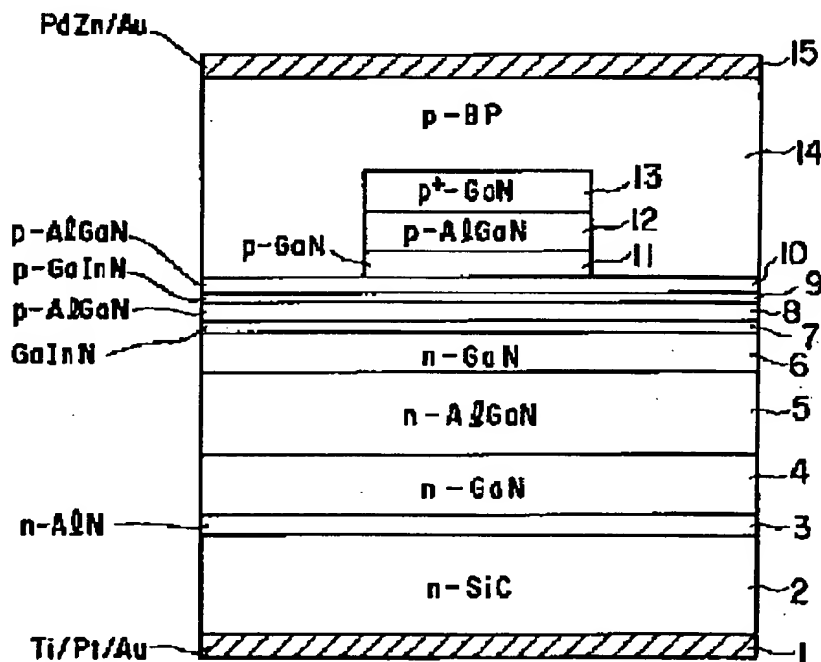 PdZn/Au
15
p-BP
14
p⁺-GaN
13
p-AlGaN
12
p-AlGaN
p-GaN
11
10
p-GaInN
9
p-AlGaN
8
GaInN
7
n-GaN
6
n-AlGaN
5
n-GaN
4
n-AlN
3
n-SiC
2
Ti/Pt/Au
1